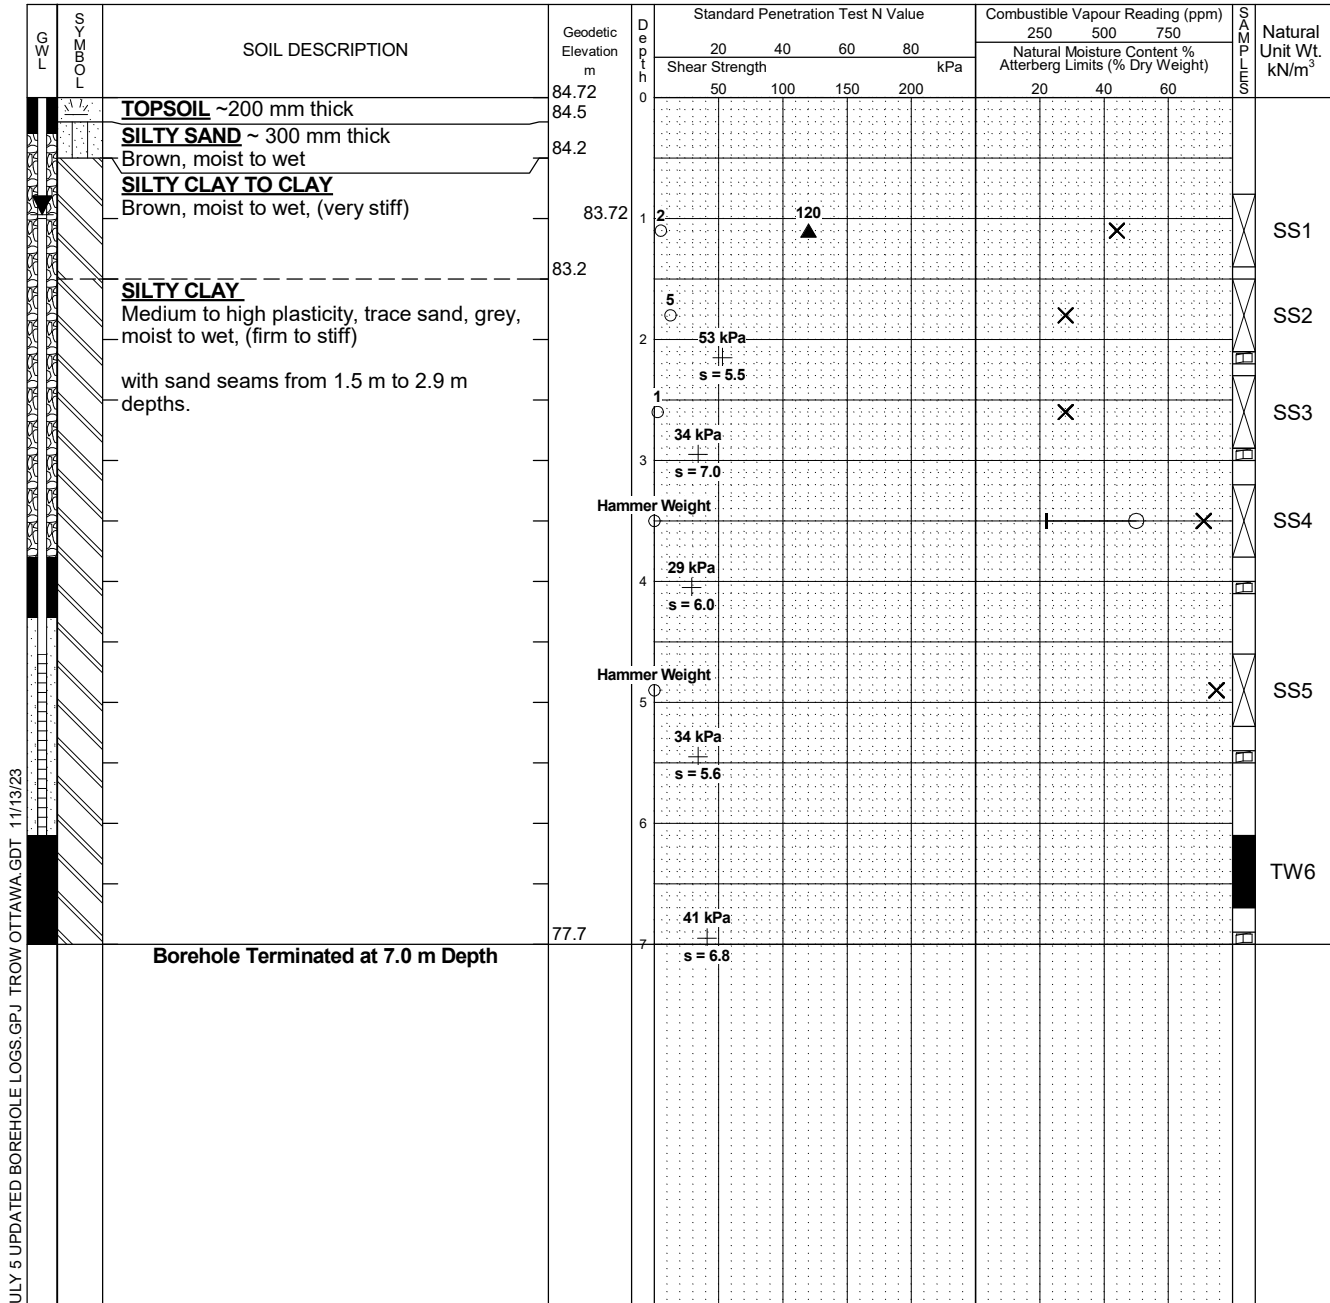 GWL
SYMBOL
SOIL DESCRIPTION
Geodetic
Elevation
m
Depth
Standard Penetration Test N Value
20 40 60 80
Shear Strength kPa
50 100 150 200
Combustible Vapour Reading (ppm)
250 500 750
Natural Moisture Content %
Atterberg Limits (% Dry Weight)
20 40 60
SAMPLES
Natural
Unit Wt.
kN/m³
84.72
0
TOPSOIL ~200 mm thick
84.5
SILTY SAND ~ 300 mm thick
Brown, moist to wet
84.2
SILTY CLAY TO CLAY
Brown, moist to wet, (very stiff)
83.72
1
2
120
SS1
83.2
SILTY CLAY
Medium to high plasticity, trace sand, grey,
moist to wet, (firm to stiff)
5
SS2
2
53 kPa
s = 5.5
with sand seams from 1.5 m to 2.9 m
depths.
1
SS3
34 kPa
3
s = 7.0
Hammer Weight
SS4
29 kPa
4
s = 6.0
Hammer Weight
SS5
5
34 kPa
s = 5.6
6
TW6
41 kPa
77.7
7
s = 6.8
Borehole Terminated at 7.0 m Depth
ULY 5 UPDATED BOREHOLE LOGS.GPJ TROW OTTAWA.GDT 11/13/23